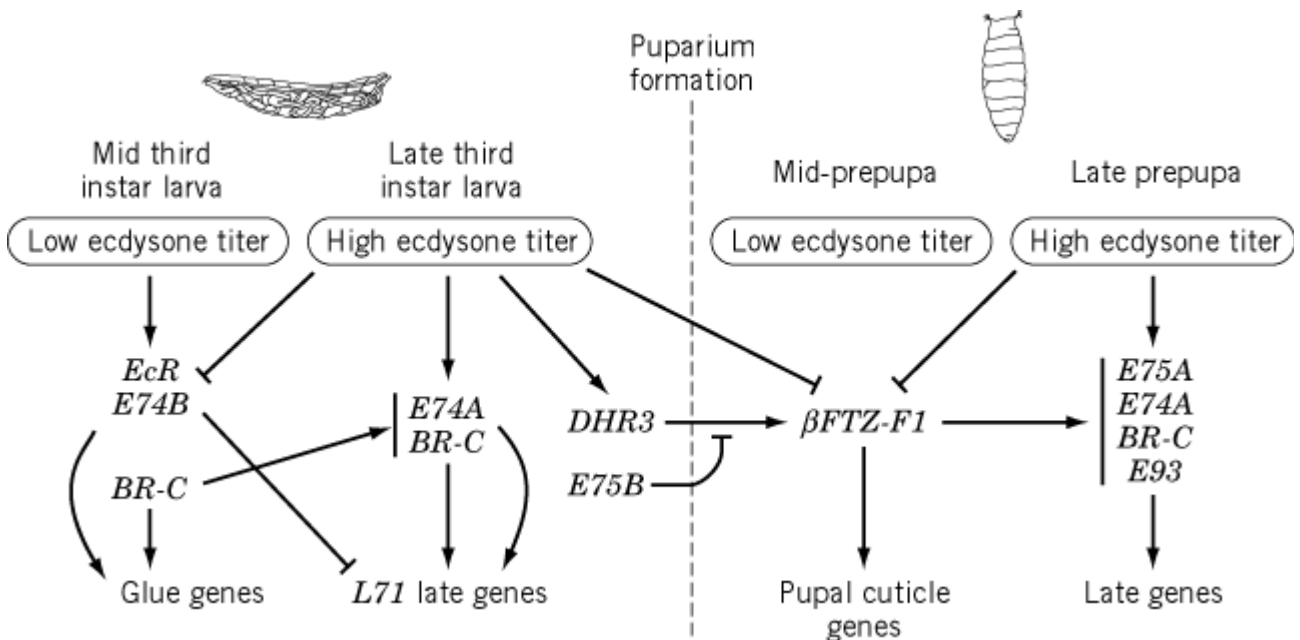 Puparium
formation
Mid third
instar larva
Late third
instar larva
Mid-prepupa
Late prepupa
Low ecdysone titer
High ecdysone titer
Low ecdysone titer
High ecdysone titer
EcR
E74B
BR-C
E74A
BR-C
DHR3
E75B
βFTZ-F1
E75A
E74A
BR-C
E93
Glue genes
L71 late genes
Pupal cuticle
genes
Late genes